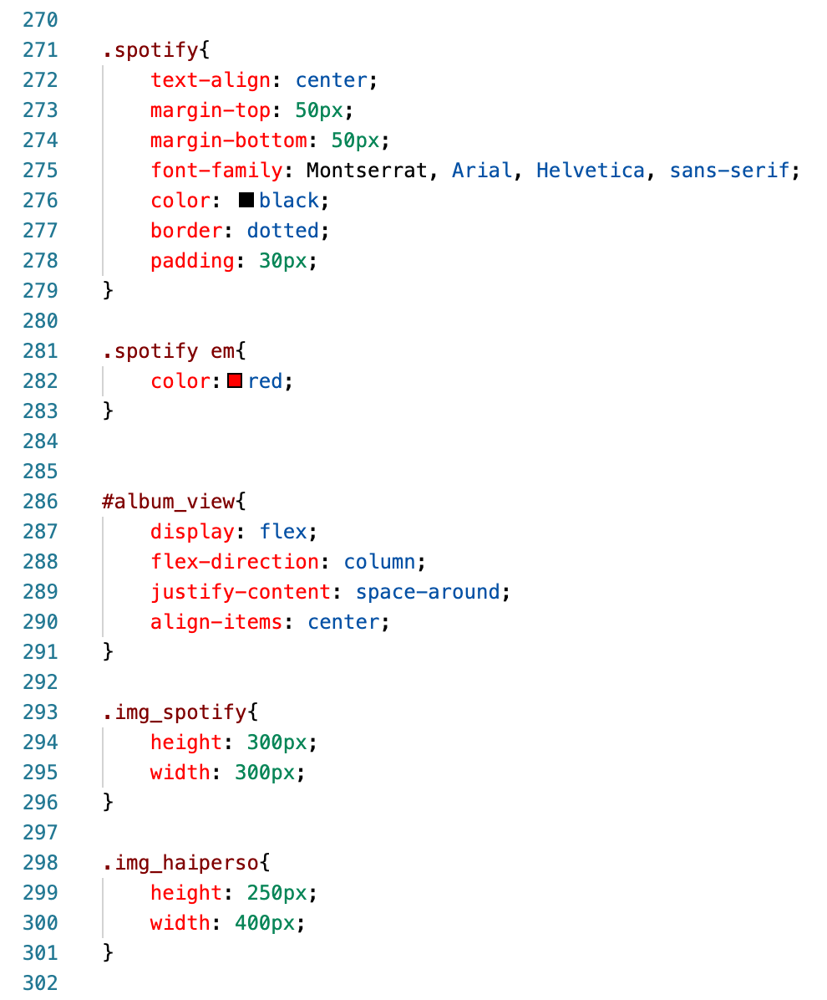 270
271 .spotify{
272 text-align: center;
273 margin-top: 50px;
274 margin-bottom: 50px;
275 font-family: Montserrat, Arial, Helvetica, sans-serif;
276 color: black;
277 border: dotted;
278 padding: 30px;
279 }
280
281 .spotify em{
282 color: red;
283 }
284
285
286 #album_view{
287 display: flex;
288 flex-direction: column;
289 justify-content: space-around;
290 align-items: center;
291 }
292
293 .img_spotify{
294 height: 300px;
295 width: 300px;
296 }
297
298 .img_haiperso{
299 height: 250px;
300 width: 400px;
301 }
302